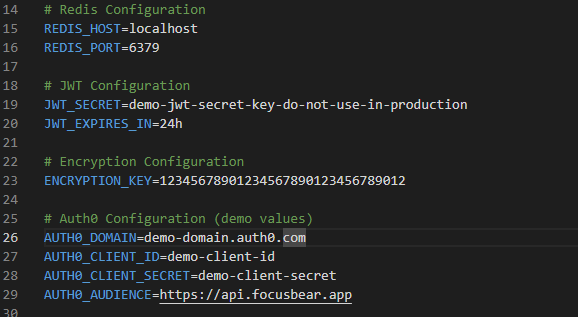 14 # Redis Configuration
15 REDIS_HOST=localhost
16 REDIS_PORT=6379
17
18 # JWT Configuration
19 JWT_SECRET=demo-jwt-secret-key-do-not-use-in-production
20 JWT_EXPIRES_IN=24h
21
22 # Encryption Configuration
23 ENCRYPTION_KEY=12345678901234567890123456789012
24
25 # Auth0 Configuration (demo values)
26 AUTH0_DOMAIN=demo-domain.auth0.com
27 AUTH0_CLIENT_ID=demo-client-id
28 AUTH0_CLIENT_SECRET=demo-client-secret
29 AUTH0_AUDIENCE=https://api.focusbear.app
30